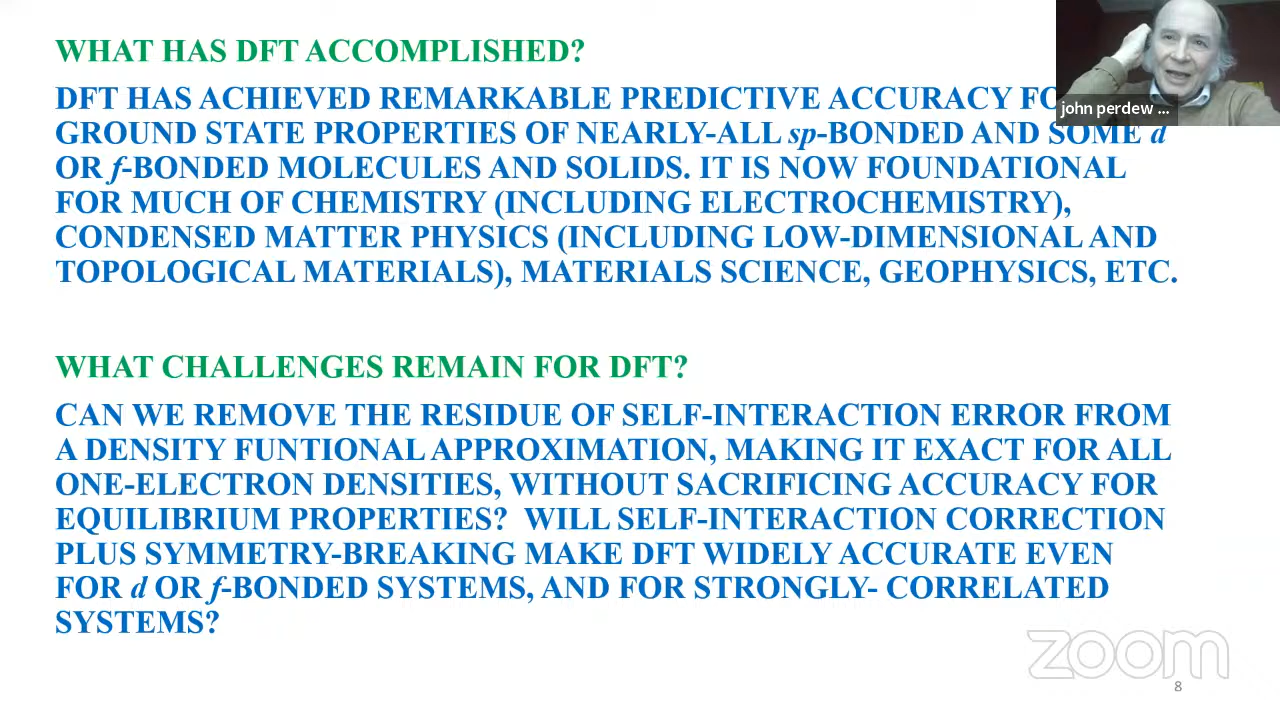 WHAT HAS DFT ACCOMPLISHED?
DFT HAS ACHIEVED REMARKABLE PREDICTIVE ACCURACY FO
GROUND STATE PROPERTIES OF NEARLY-ALL sp-BONDED AND SOME d
OR f-BONDED MOLECULES AND SOLIDS. IT IS NOW FOUNDATIONAL
FOR MUCH OF CHEMISTRY (INCLUDING ELECTROCHEMISTRY),
CONDENSED MATTER PHYSICS (INCLUDING LOW-DIMENSIONAL AND
TOPOLOGICAL MATERIALS), MATERIALS SCIENCE, GEOPHYSICS, ETC.
WHAT CHALLENGES REMAIN FOR DFT?
CAN WE REMOVE THE RESIDUE OF SELF-INTERACTION ERROR FROM
A DENSITY FUNTIONAL APPROXIMATION, MAKING IT EXACT FOR ALL
ONE-ELECTRON DENSITIES, WITHOUT SACRIFICING ACCURACY FOR
EQUILIBRIUM PROPERTIES? WILL SELF-INTERACTION CORRECTION
PLUS SYMMETRY-BREAKING MAKE DFT WIDELY ACCURATE EVEN
FOR d OR f-BONDED SYSTEMS, AND FOR STRONGLY- CORRELATED
SYSTEMS?
john perdew ...
zoom
8